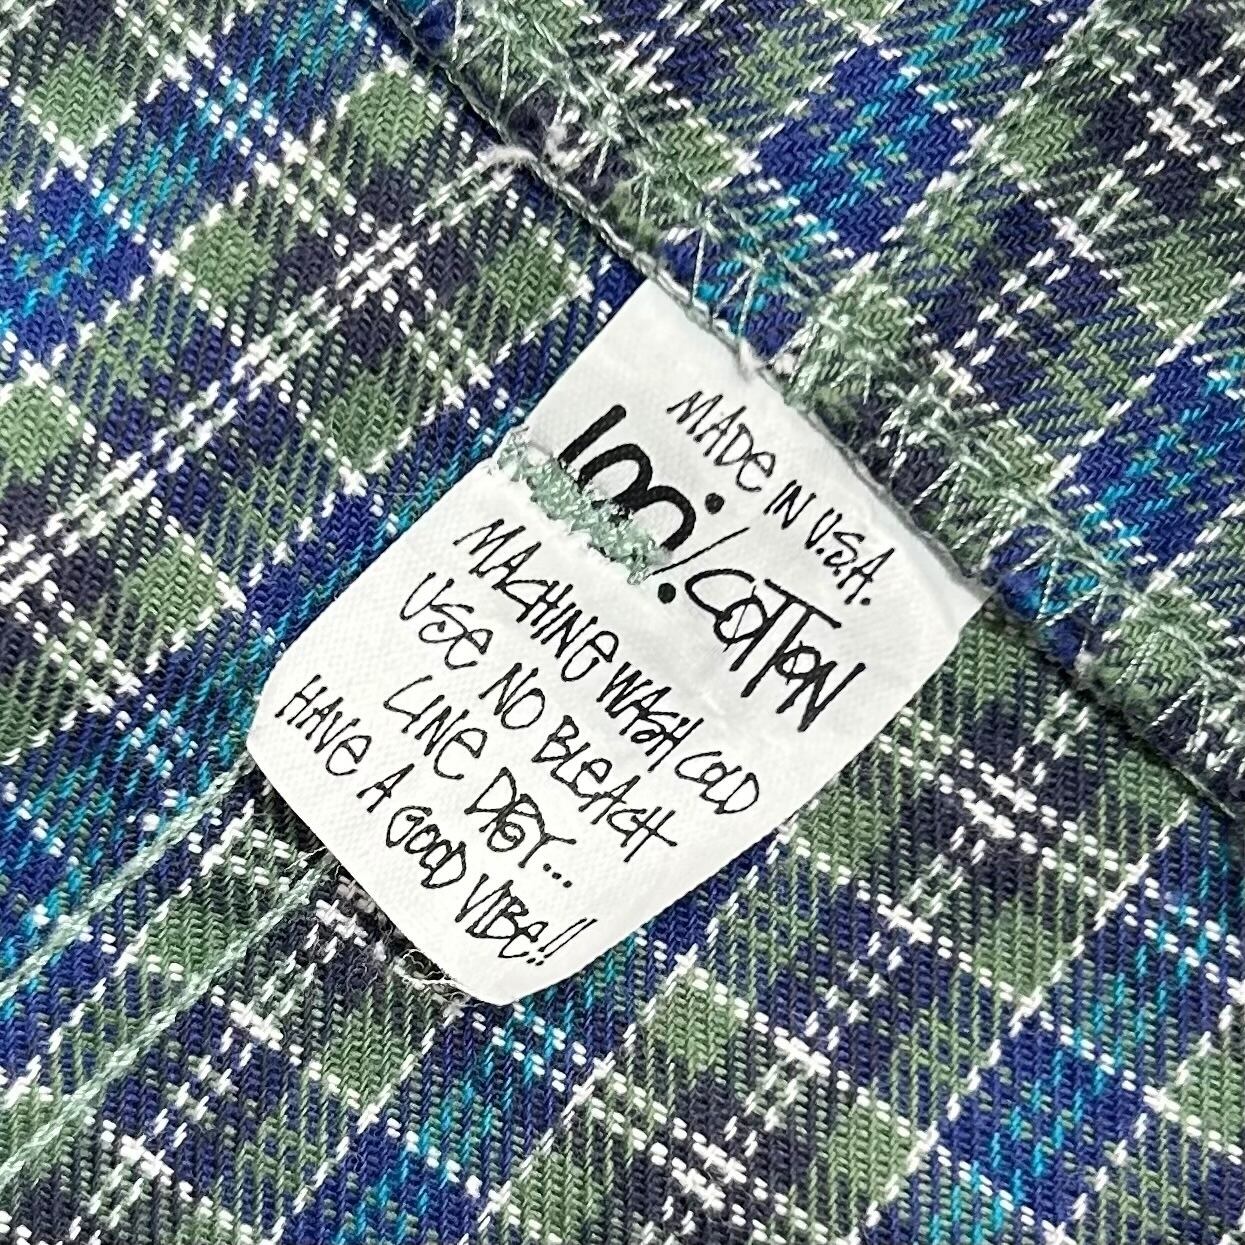 MADE IN U.S.A.
100% COTTON
MACHINE WASH COLD
USE NO BLEACH
LINE DRY...
HAVE A GOOD VIBE!!